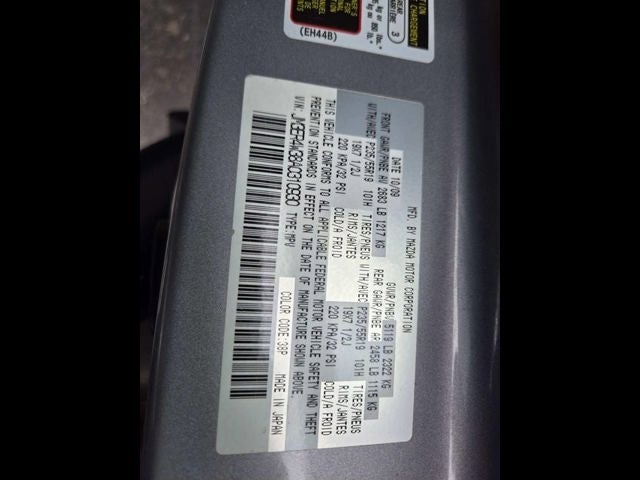 MFD. BY MAZDA MOTOR CORPORATION
DATE 10/09 GVWR/PNBV 5119 LB 2322 KG
FRONT GAWR/PNBE AV 2683 LB 1217 KG REAR GAWR/PNBE AR 2458 LB 1115 KG
WITH/AVEC P235/55R19 101H TIRES/PNEUS WITH/AVEC P235/55R19 101H TIRES/PNEUS
19X7 1/2J RIMS/JANTES 19X7 1/2J RIMS/JANTES
220 KPA/32 PSI COLD/A FROID 220 KPA/32 PSI COLD/A FROID
THIS VEHICLE CONFORMS TO ALL APPLICABLE FEDERAL MOTOR VEHICLE SAFETY AND THEFT
PREVENTION STANDARDS IN EFFECT ON THE DATE OF MANUFACTURE SHOWN ABOVE.
VIN: JM3ER4W38A0310930 TYPE:MPV
COLOR CODE:38P MADE IN JAPAN
(EH44B)
3